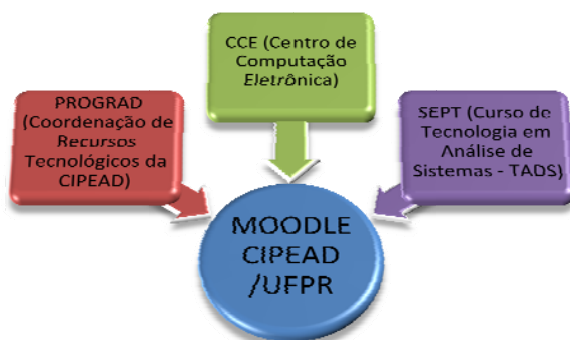 CCE (Centro de
Computação
Eletrônica)
PROGRAD
(Coordenação de
Recursos
Tecnológicos da
CIPEAD)
SEPT (Curso de
Tecnologia em
Análise de
Sistemas - TADS)
MOODLE
CIPEAD
/UFPR